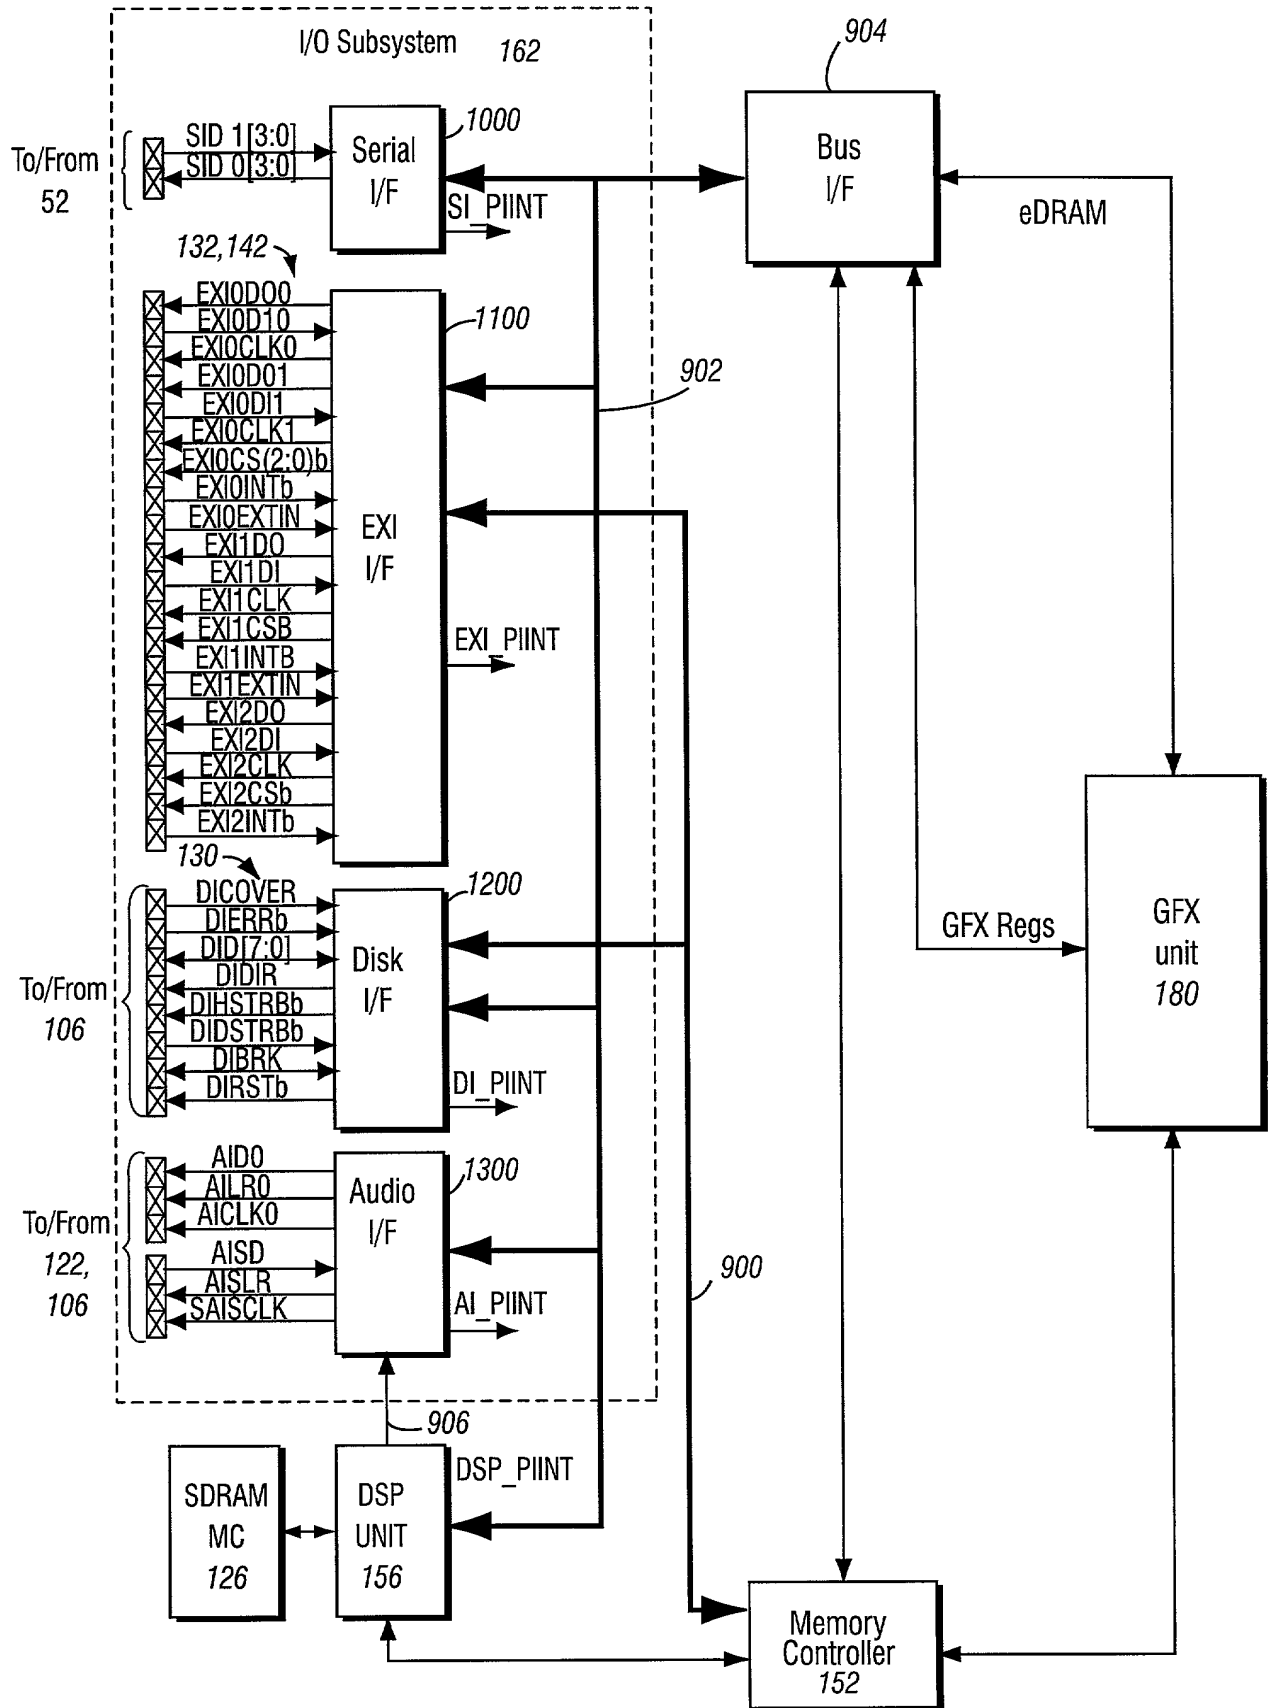 I/O Subsystem 162
904
To/From
52
SID 1[3:0]
SID 0[3:0]
Serial
I/F
1000
SI_PIINT
Bus
I/F
eDRAM
132,142
EXI0DO0
EXI0D10
EXI0CLK0
EXI0D01
EXI0DI1
EXI0CLK1
EXI0CS(2:0)b
EXI0INTb
EXI0EXTIN
EXI1DO
EXI1DI
EXI1CLK
EXI1CSB
EXI1INTB
EXI1EXTIN
EXI2DO
EXI2DI
EXI2CLK
EXI2CSb
EXI2INTb
EXI
I/F
1100
902
EXI_PIINT
130
To/From
106
DICOVER
DIERRb
DID[7:0]
DIDIR
DIHSTRBb
DIDSTRBb
DIBRK
DIRSTb
Disk
I/F
1200
DI_PIINT
GFX Regs
GFX
unit
180
To/From
122,
106
AID0
AILR0
AICLK0
AISD
AISLR
SAISCLK
Audio
I/F
1300
AI_PIINT
900
906
SDRAM
MC
126
DSP
UNIT
156
DSP_PIINT
Memory
Controller
152